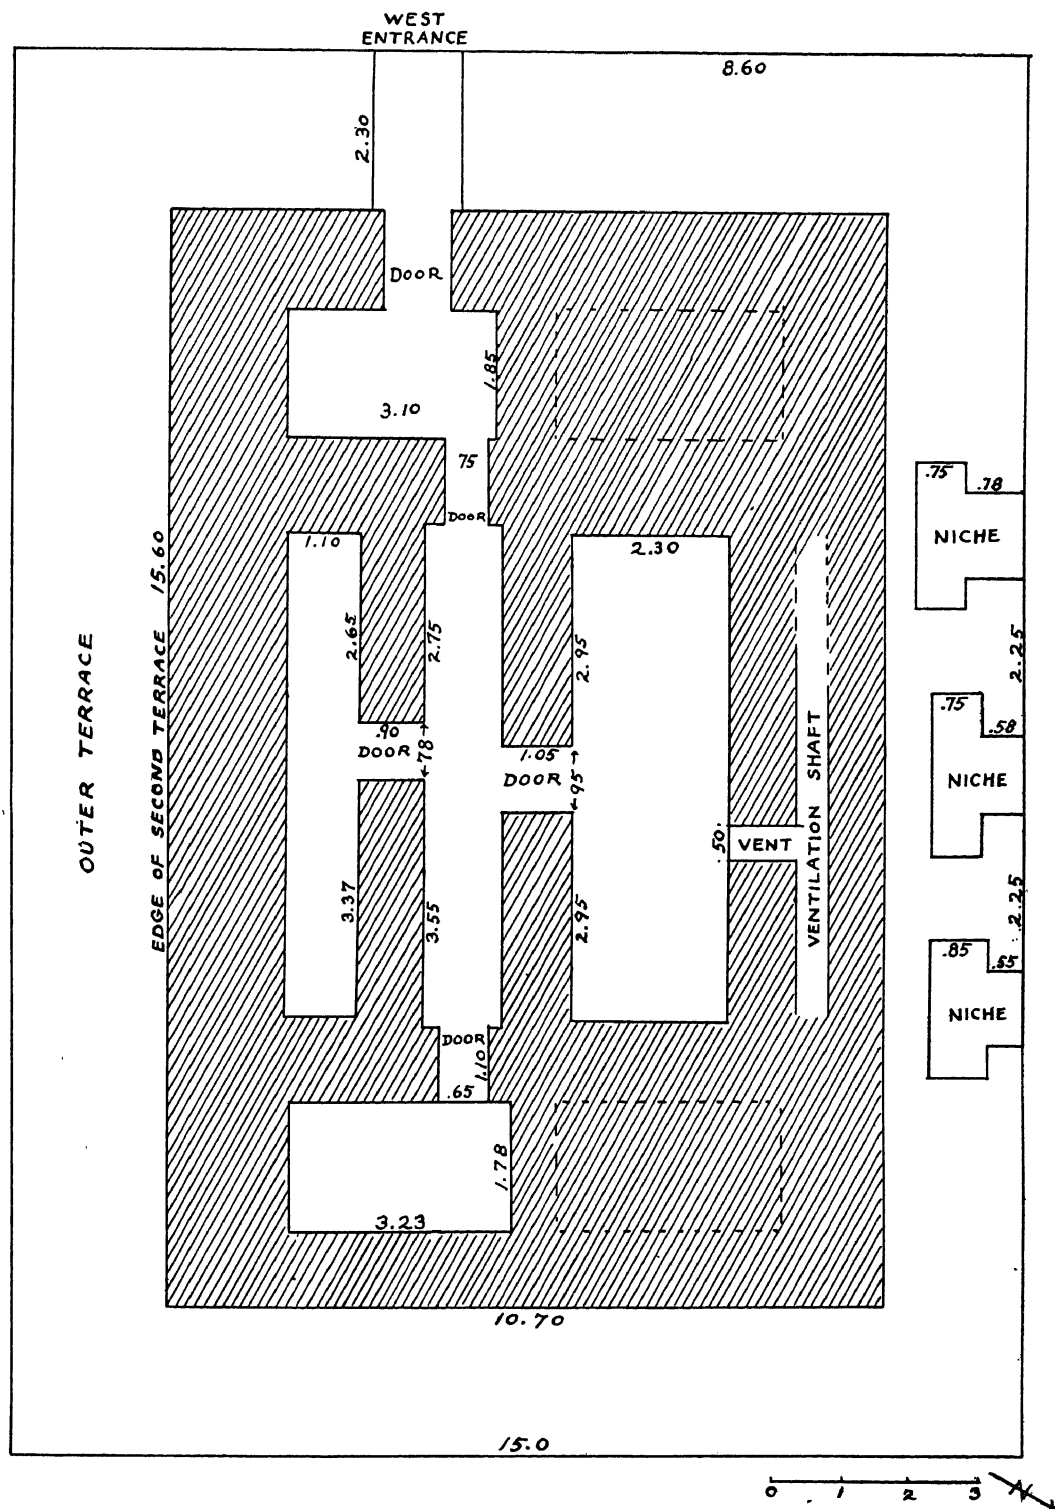 WEST
ENTRANCE
8.60
2.30
DOOR
1.85
3.10
75
DOOR
1.10
2.30
.75
.78
NICHE
OUTER TERRACE
EDGE OF SECOND TERRACE 15.60
2.65
2.75
2.95
2.25
.90
DOOR
.78
1.05
DOOR
.95
VENTILATION SHAFT
.75
.58
NICHE
.50
VENT
3.37
3.55
2.95
2.25
.85
.55
NICHE
DOOR
1.10
.65
1.78
3.23
10.70
15.0
0 1 2 3
N